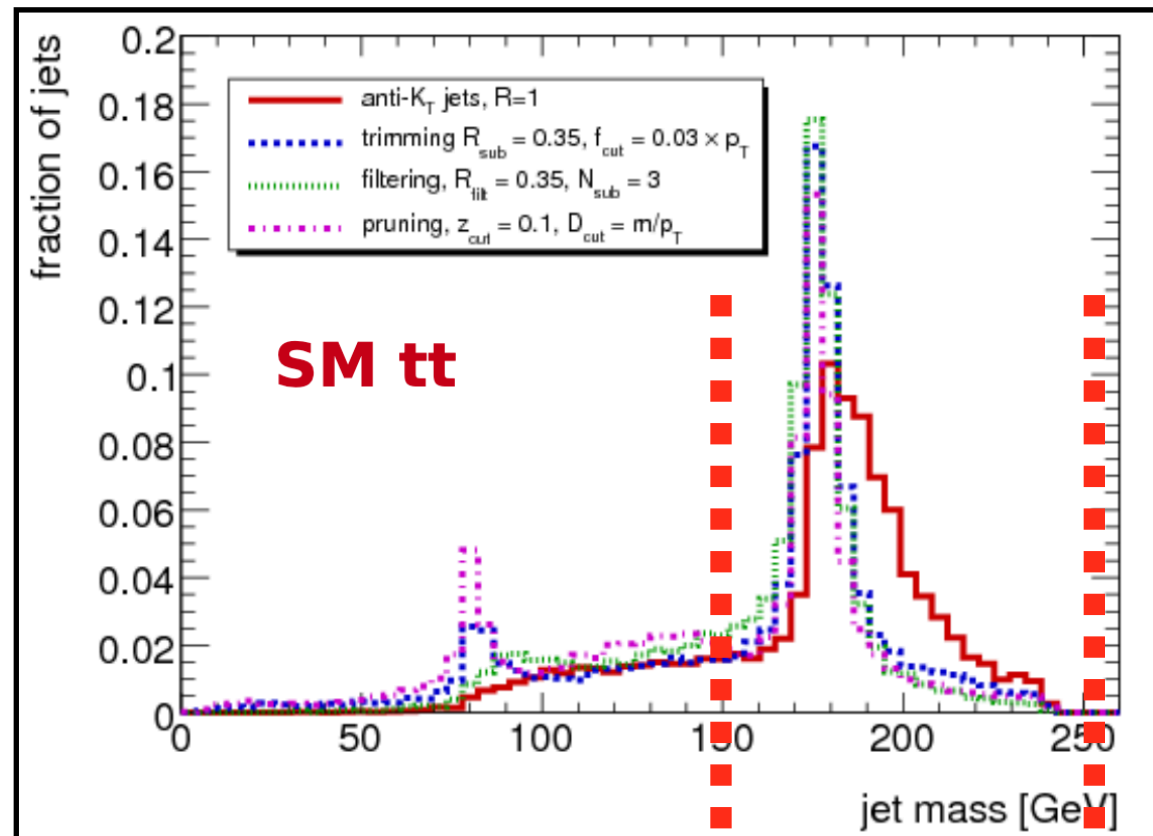 fraction of jets
0.2
0.18
0.16
0.14
0.12
0.1
0.08
0.06
0.04
0.02
0
anti-K_T jets, R=1
trimming R_sub = 0.35, f_cut = 0.03 × p_T
filtering, R_filt = 0.35, N_sub = 3
pruning, z_cut = 0.1, D_cut = m/p_T
SM tt
0 50 100 150 200 250
jet mass [GeV]